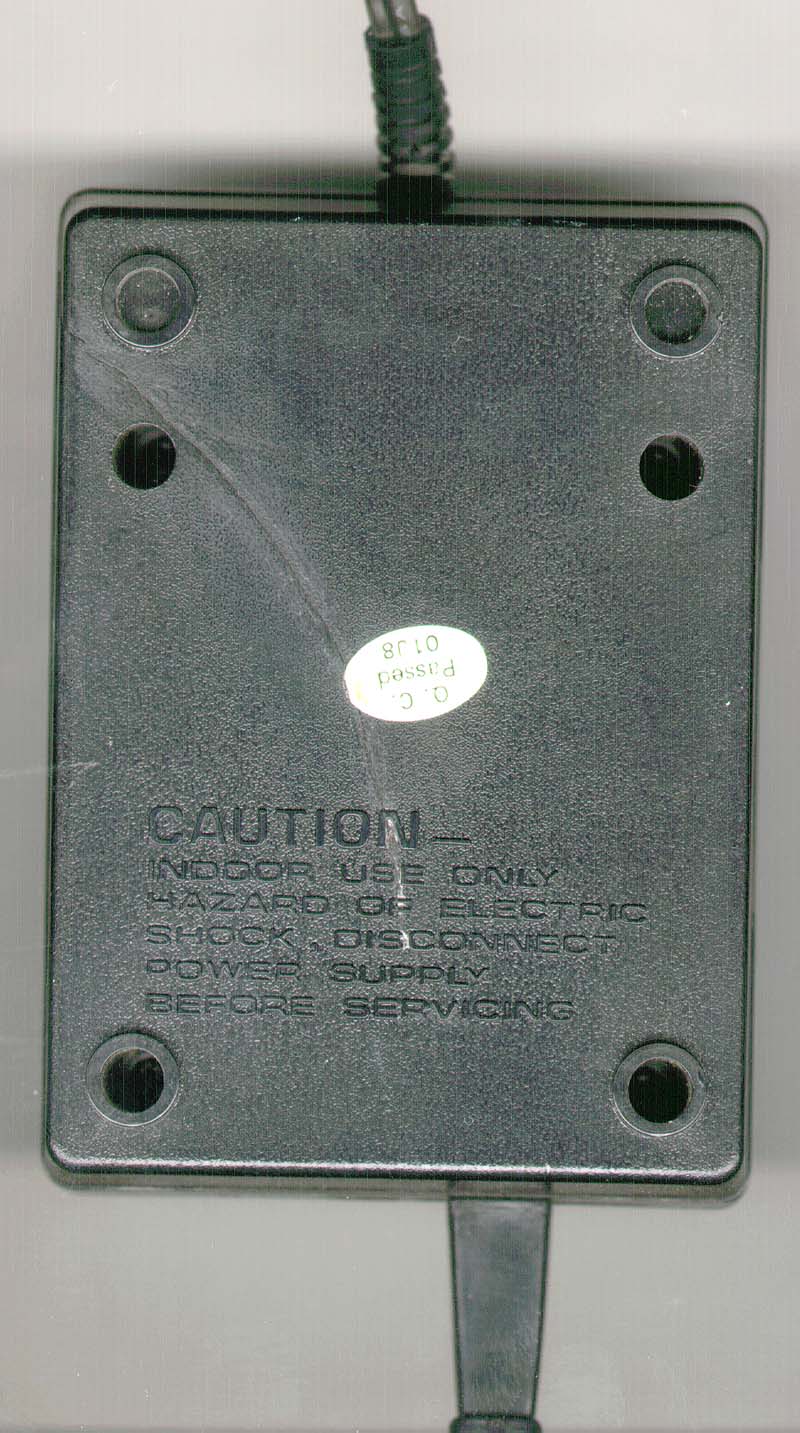 Q. C.
Passed
01J8
CAUTION—
INDOOR USE ONLY
HAZARD OF ELECTRIC
SHOCK. DISCONNECT
POWER SUPPLY
BEFORE SERVICING